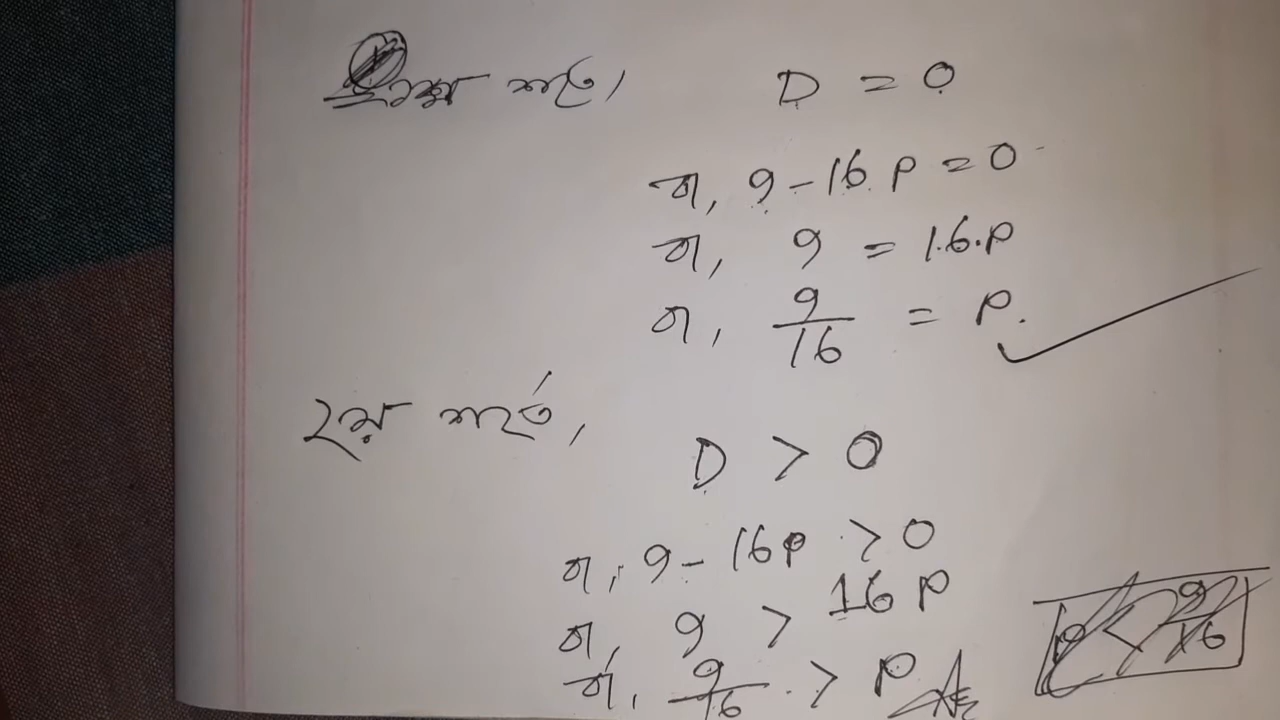 শর্তে, D = 0
বা, 9 - 16 p = 0
বা, 9 = 16.p
বা, 9/16 = p.
২য় শর্তে,
D > 0
বা, 9 - 16p > 0
বা, 9 > 16 p
বা, 9/16 > p